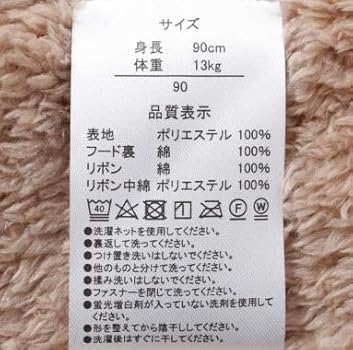 サイズ
身長 90cm
体重 13kg
90
品質表示
表地 ポリエステル 100%
フード裏 綿 100%
リボン 綿 100%
リボン中綿 ポリエステル 100%
40 F W
●洗濯ネットを使用してください。
●裏返して洗ってください。
●つけ置き洗いはしないでください。
●他のものと分けて洗ってください。
●揉み洗いはしないでください。
●ファスナーを閉じて洗ってください。
●蛍光増白剤が入っていない洗剤を使用してください。
●形を整えてから陰干ししてください。
●洗濯後はすぐに干してください。